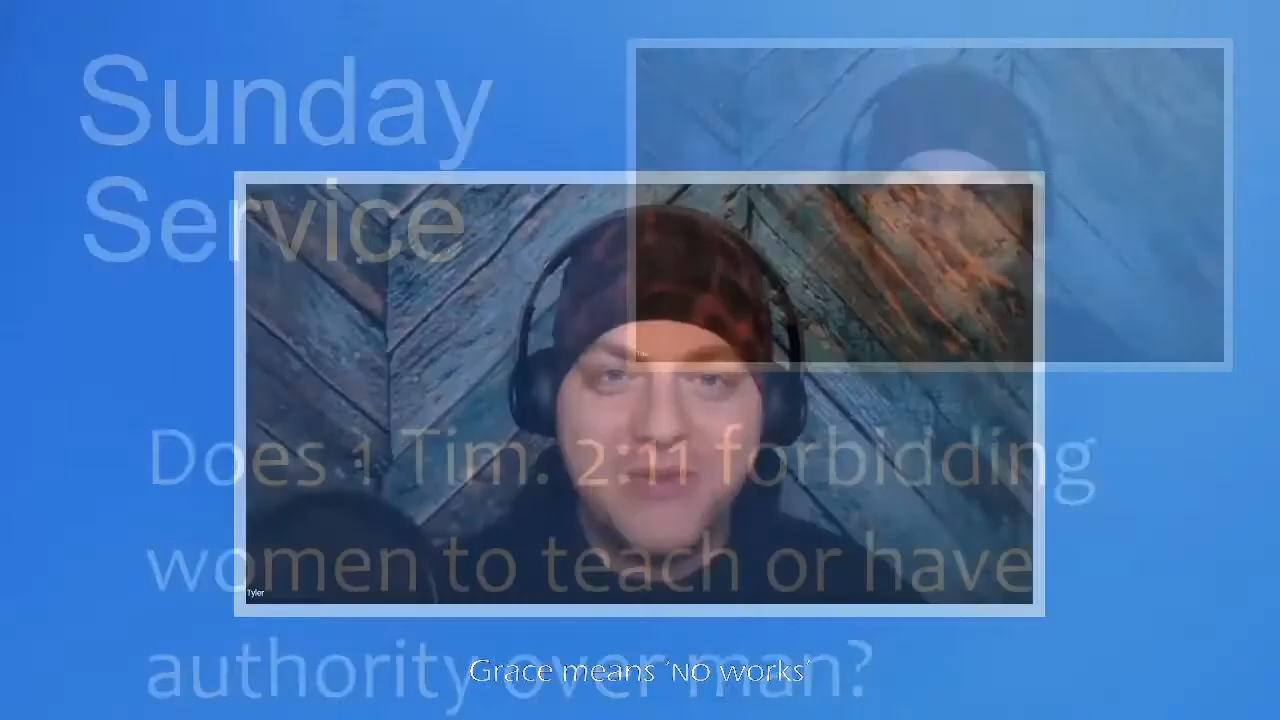 Sunday
Service
Does 1 Tim. 2:11 forbidding
women to teach or have
Tyler
authority over man?
Grace means 'NO works'